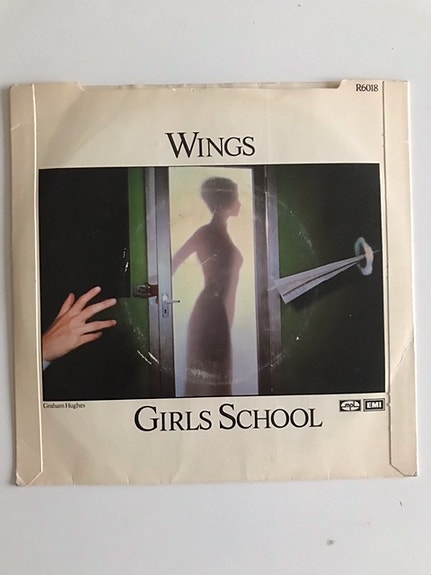 R6018
WINGS
Graham Hughes
GIRLS SCHOOL
EMI